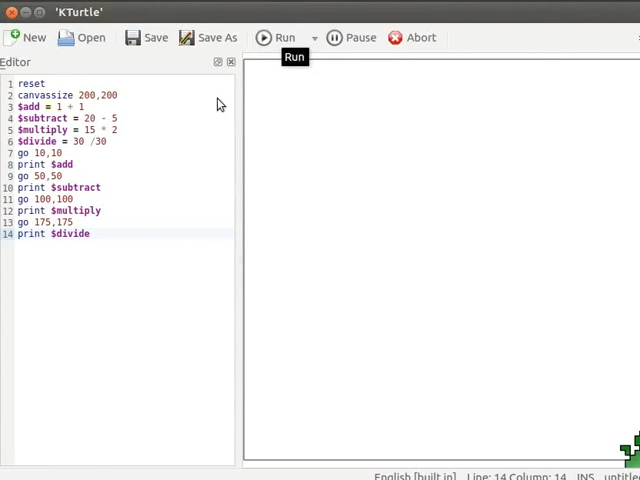 'KTurtle'
New Open Save Save As Run Pause Abort
Run
Editor
1 reset
2 canvassize 200,200
3 $add = 1 + 1
4 $subtract = 20 - 5
5 $multiply = 15 * 2
6 $divide = 30 /30
7 go 10,10
8 print $add
9 go 50,50
10 print $subtract
11 go 100,100
12 print $multiply
13 go 175,175
14 print $divide
English [built in] Line: 14 Column: 14 INS untitle